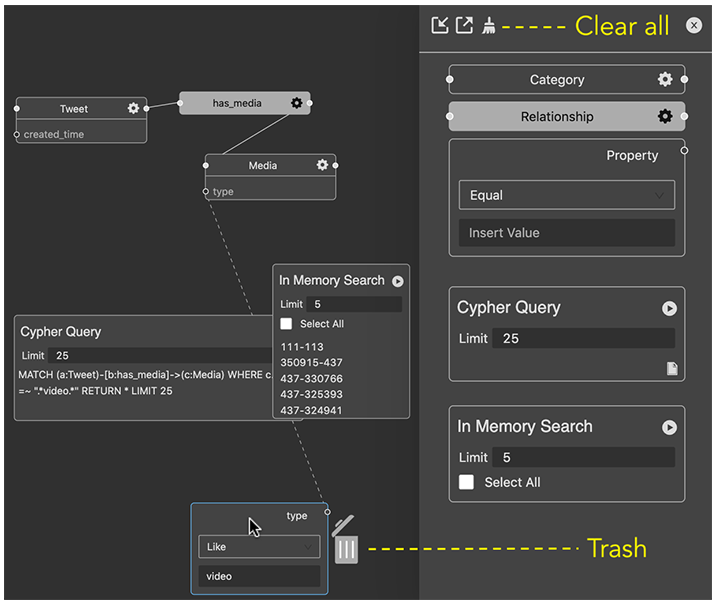 Clear all
Tweet
created_time
has_media
Media
type
In Memory Search
Limit 5
Select All
111-113
350915-437
437-330766
437-325393
437-324941
Cypher Query
Limit 25
MATCH (a:Tweet)-[b:has_media]->(c:Media) WHERE c.
=~ ".*video.*" RETURN * LIMIT 25
type
Like
video
Trash
Category
Relationship
Property
Equal
Insert Value
Cypher Query
Limit 25
In Memory Search
Limit 5
Select All